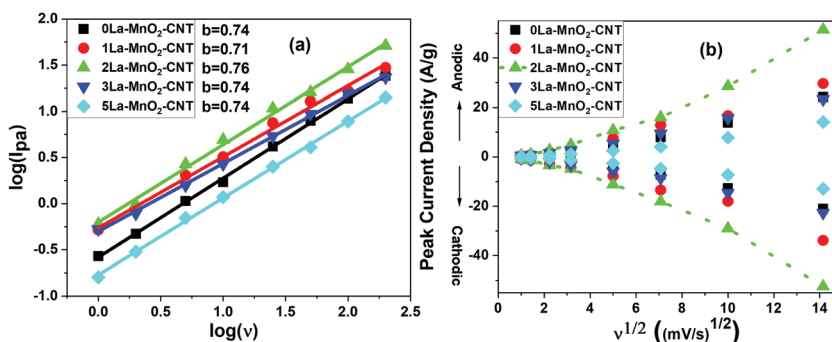 (a)
0La-MnO₂-CNT b=0.74
1La-MnO₂-CNT b=0.71
2La-MnO₂-CNT b=0.76
3La-MnO₂-CNT b=0.74
5La-MnO₂-CNT b=0.74
log(Ipa)
2.0
1.5
1.0
0.5
0.0
-0.5
-1.0
0.0 0.5 1.0 1.5 2.0 2.5
log(ν)
(b)
0La-MnO₂-CNT
1La-MnO₂-CNT
2La-MnO₂-CNT
3La-MnO₂-CNT
5La-MnO₂-CNT
Peak Current Density (A/g)
Anodic
Cathodic
40
20
0
-20
-40
0 2 4 6 8 10 12 14
ν1/2 ((mV/s)1/2)